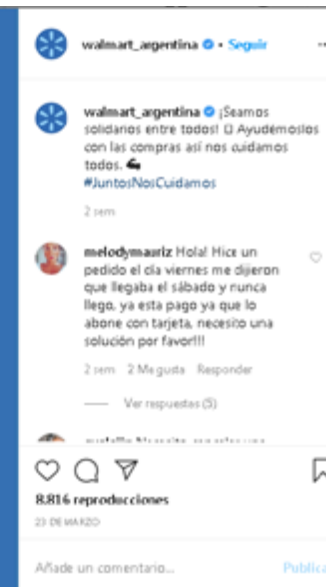 walmart_argentina • Seguir
walmart_argentina ¡Seamos
solidarios entre todos! Ayudemoslos
con las compras así nos cuidamos
todos.
#JuntosNosCuidamos
2 sem
melodymauriz Hola! Hice un
pedido el día viernes me dijeron
que llegaba el sábado y nunca
llego, ya esta pago ya que lo
abone con tarjeta, necesito una
solución por favor!!!
2 sem 2 Me gusta Responder
Ver respuestas (5)
8.816 reproducciones
23 DE MARZO
Añade un comentario...
Publica